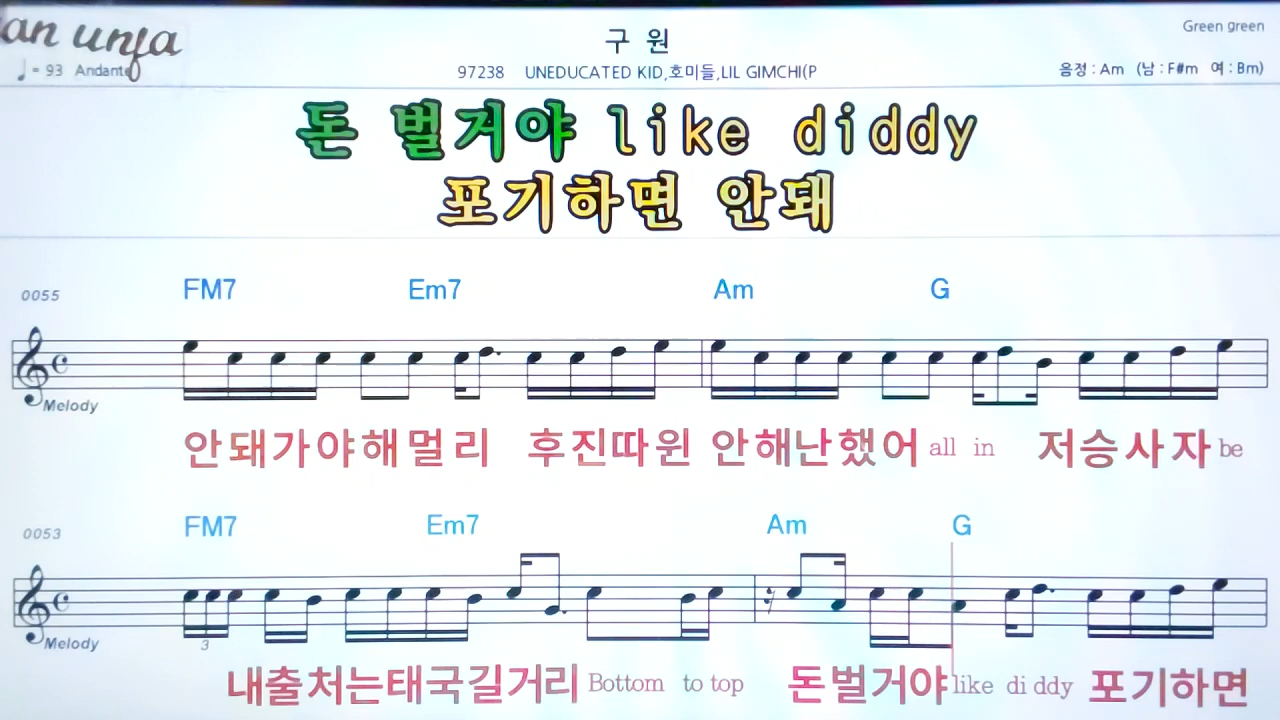 an unfa
구 원
Green green
♩ = 93 Andante
97238 UNEDUCATED KID,호미들,LIL GIMCHI(P
음정 : Am (남 : F#m 여 : Bm)
돈 벌거야 like diddy
포기하면 안돼
0055
FM7 Em7 Am G
Melody
안돼가야해멀리 후진따윈 안해난했어 all in 저승사자 be
0053
FM7 Em7 Am G
3
Melody
내출처는태국길거리 Bottom to top 돈벌거야 like di ddy 포기하면